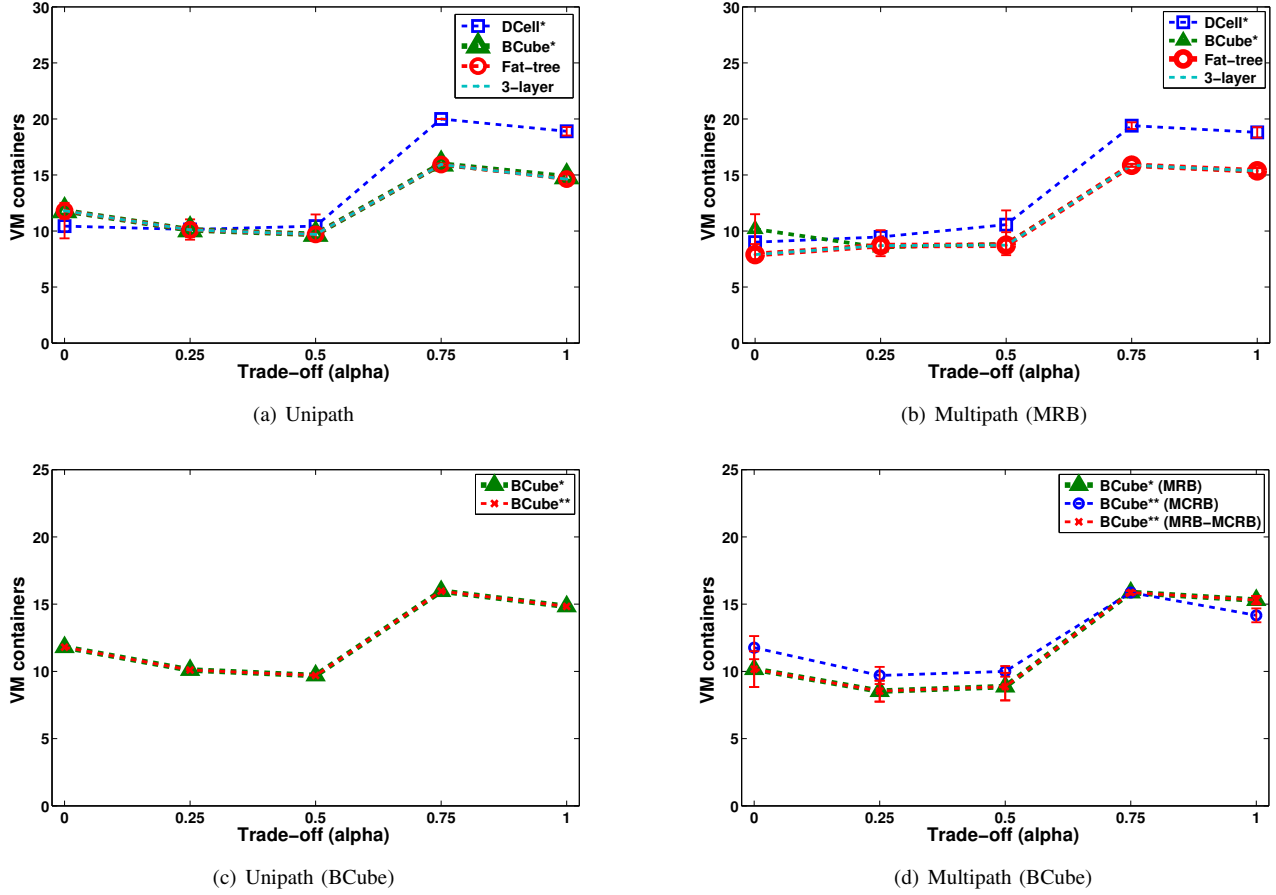 30
25
20
15
10
5
0
VM containers
0 0.25 0.5 0.75 1
Trade-off (alpha)
DCell*
BCube*
Fat-tree
3-layer
(a) Unipath
30
25
20
15
10
5
0
VM containers
0 0.25 0.5 0.75 1
Trade-off (alpha)
DCell*
BCube*
Fat-tree
3-layer
(b) Multipath (MRB)
25
20
15
10
5
0
VM containers
0 0.25 0.5 0.75 1
Trade-off (alpha)
BCube*
BCube**
(c) Unipath (BCube)
25
20
15
10
5
0
VM containers
0 0.25 0.5 0.75 1
Trade-off (alpha)
BCube* (MRB)
BCube** (MCRB)
BCube** (MRB-MCRB)
(d) Multipath (BCube)